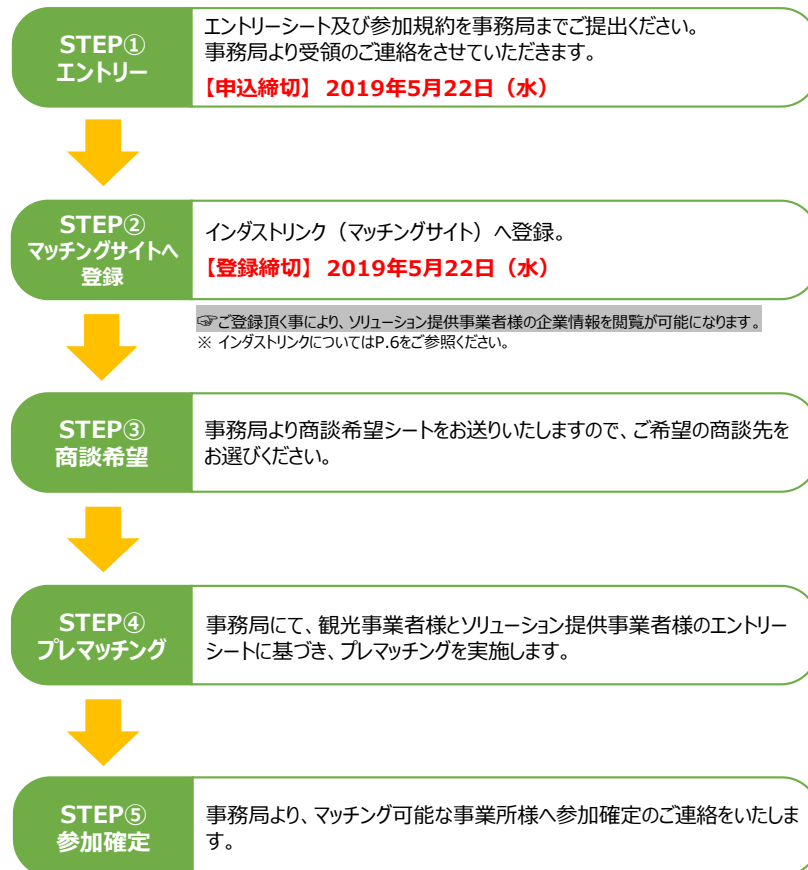 STEP①
エントリー
エントリーシート及び参加規約を事務局までご提出ください。
事務局より受領のご連絡をさせていただきます。
【申込締切】 2019年5月22日（水）
STEP②
マッチングサイトへ
登録
インダストリンク（マッチングサイト）へ登録。
【登録締切】 2019年5月22日（水）
☞ご登録頂く事により、ソリューション提供事業者様の企業情報を閲覧が可能になります。
※ インダストリンクについてはP.6をご参照ください。
STEP③
商談希望
事務局より商談希望シートをお送りいたしますので、ご希望の商談先を
お選びください。
STEP④
プレマッチング
事務局にて、観光事業者様とソリューション提供事業者様のエントリー
シートに基づき、プレマッチングを実施します。
STEP⑤
参加確定
事務局より、マッチング可能な事業所様へ参加確定のご連絡をいたしま
す。